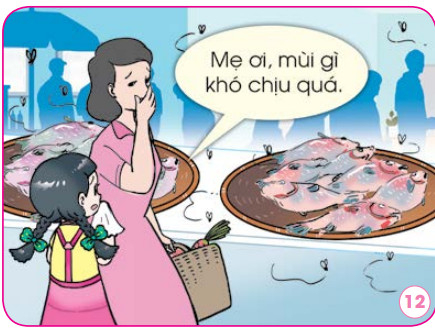 Mẹ ơi, mùi gì
khó chịu quá.
12